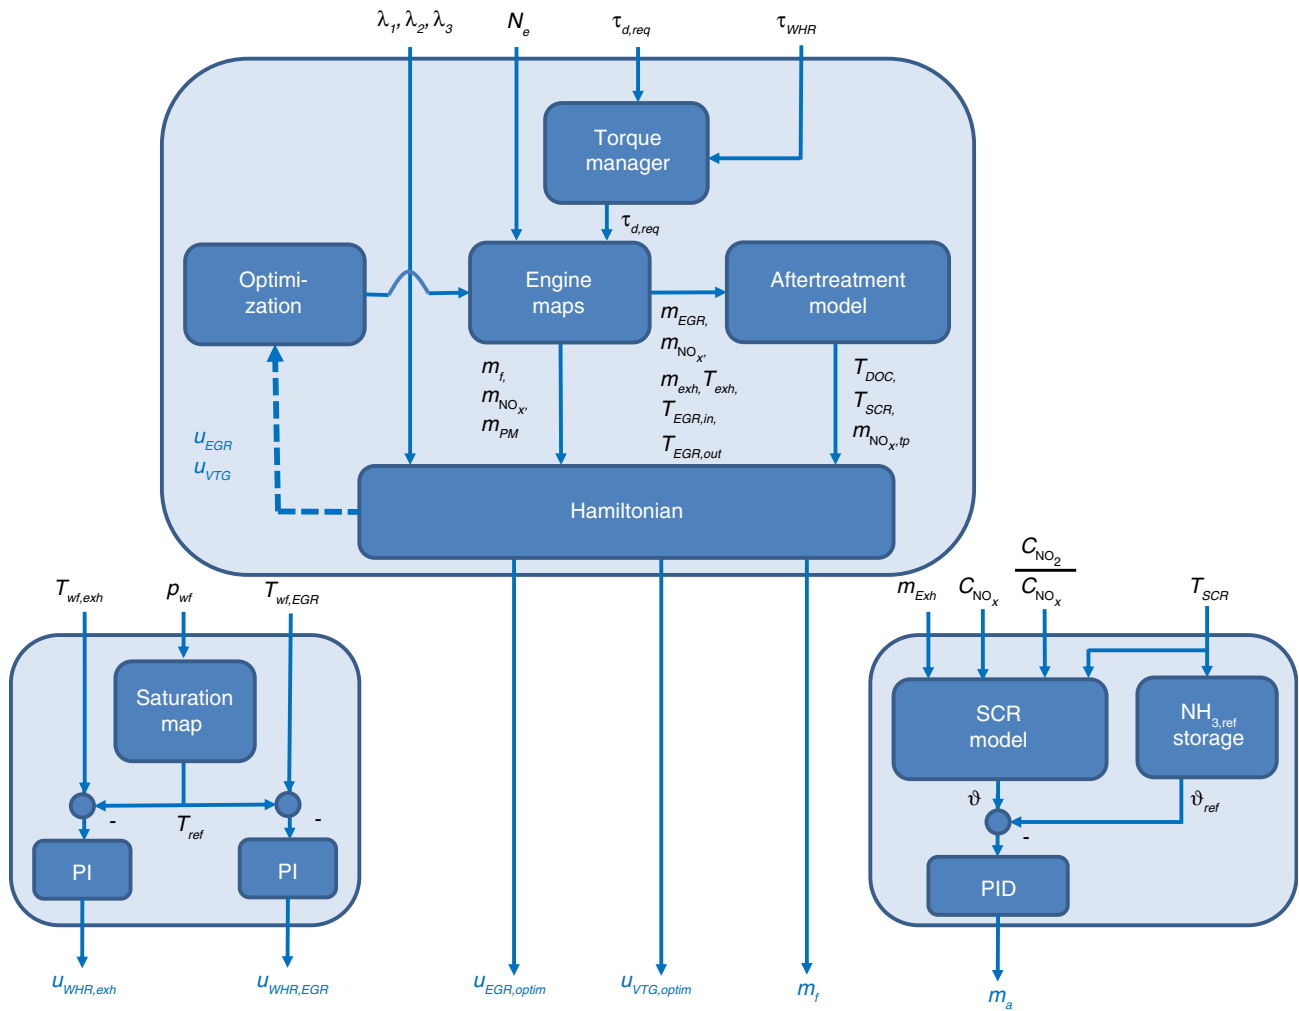 λ1, λ2, λ3
Ne
τd,req
τWHR
Torque
manager
τd,req
Optimi-
zation
Engine
maps
Aftertreatment
model
mEGR,
mNOx,
mexh, Texh,
TEGR,in,
TEGR,out
mf,
mNOx,
mPM
TDOC,
TSCR,
mNOx,tp
uEGR
uVTG
Hamiltonian
Twf,exh
pwf
Twf,EGR
Saturation
map
-
Tref
-
PI
PI
uWHR,exh
uWHR,EGR
uEGR,optim
uVTG,optim
mf
mExh
CNOx
CNO2
CNOx
TSCR
SCR
model
NH3,ref
storage
ϑ
ϑref
-
PID
ma